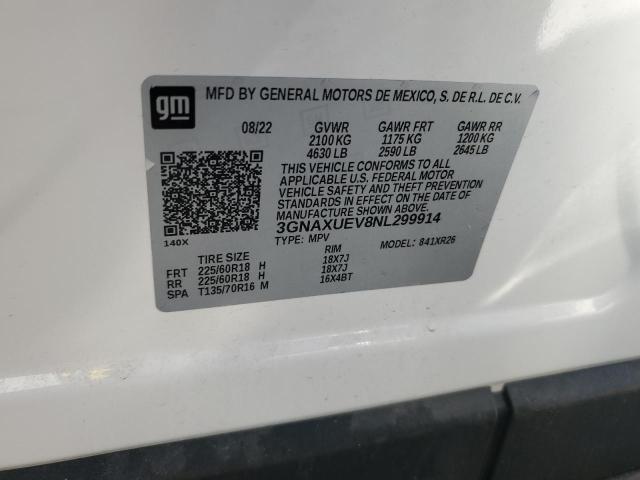 gm
MFD BY GENERAL MOTORS DE MEXICO, S. DE R.L. DE C.V.
08/22 GVWR GAWR FRT GAWR RR
2100 KG 1175 KG 1200 KG
4630 LB 2590 LB 2645 LB
THIS VEHICLE CONFORMS TO ALL
APPLICABLE U.S. FEDERAL MOTOR
VEHICLE SAFETY AND THEFT PREVENTION
STANDARDS IN EFFECT ON THE DATE OF
MANUFACTURE SHOWN ABOVE.
3GNAXUEV8NL299914
140X
TYPE: MPV MODEL: 841XR26
TIRE SIZE RIM
FRT 225/60R18 H 18X7J
RR 225/60R18 H 18X7J
SPA T135/70R16 M 16X4BT